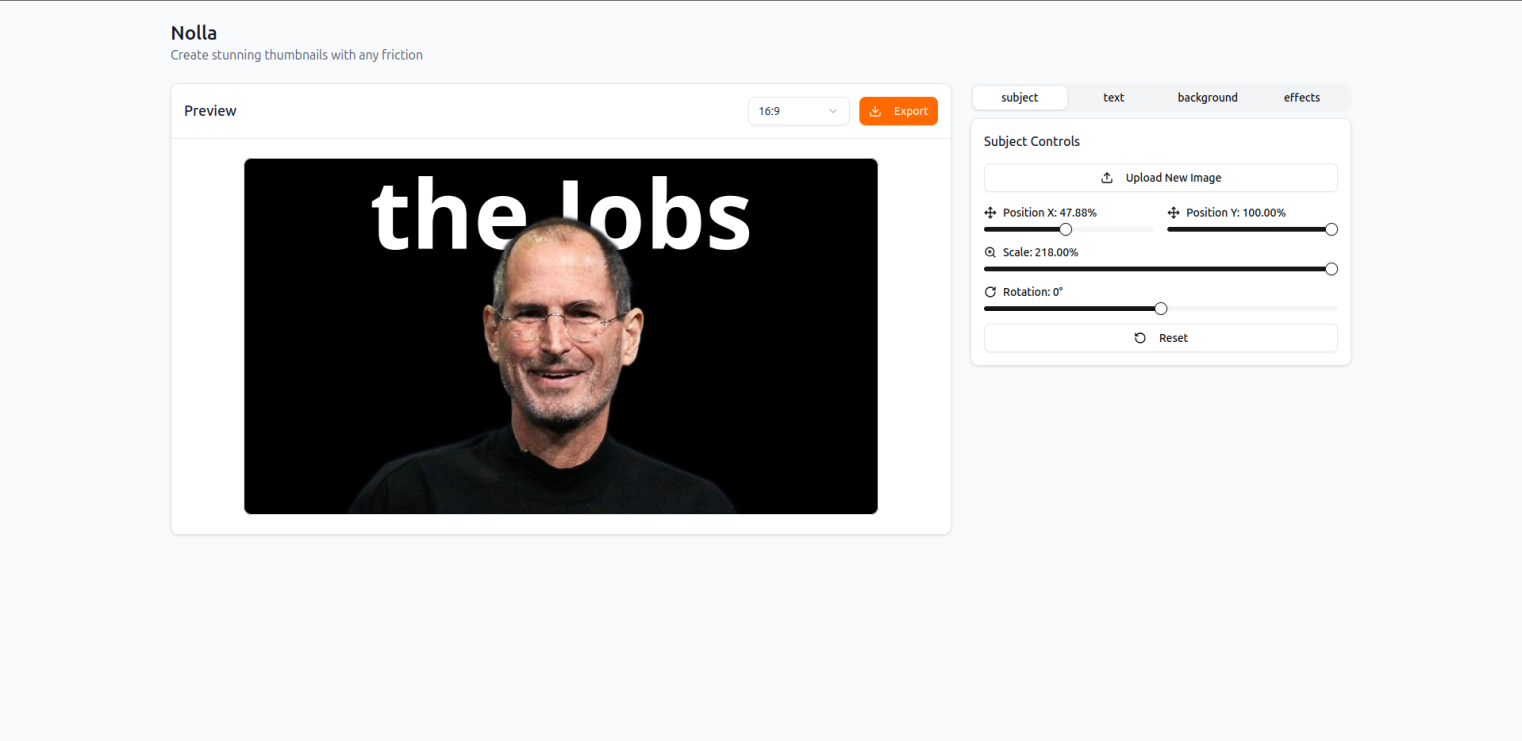 Nolla
Create stunning thumbnails with any friction
Preview
16:9
Export
the Jobs
subject
text
background
effects
Subject Controls
Upload New Image
Position X: 47.88%
Position Y: 100.00%
Scale: 218.00%
Rotation: 0°
Reset